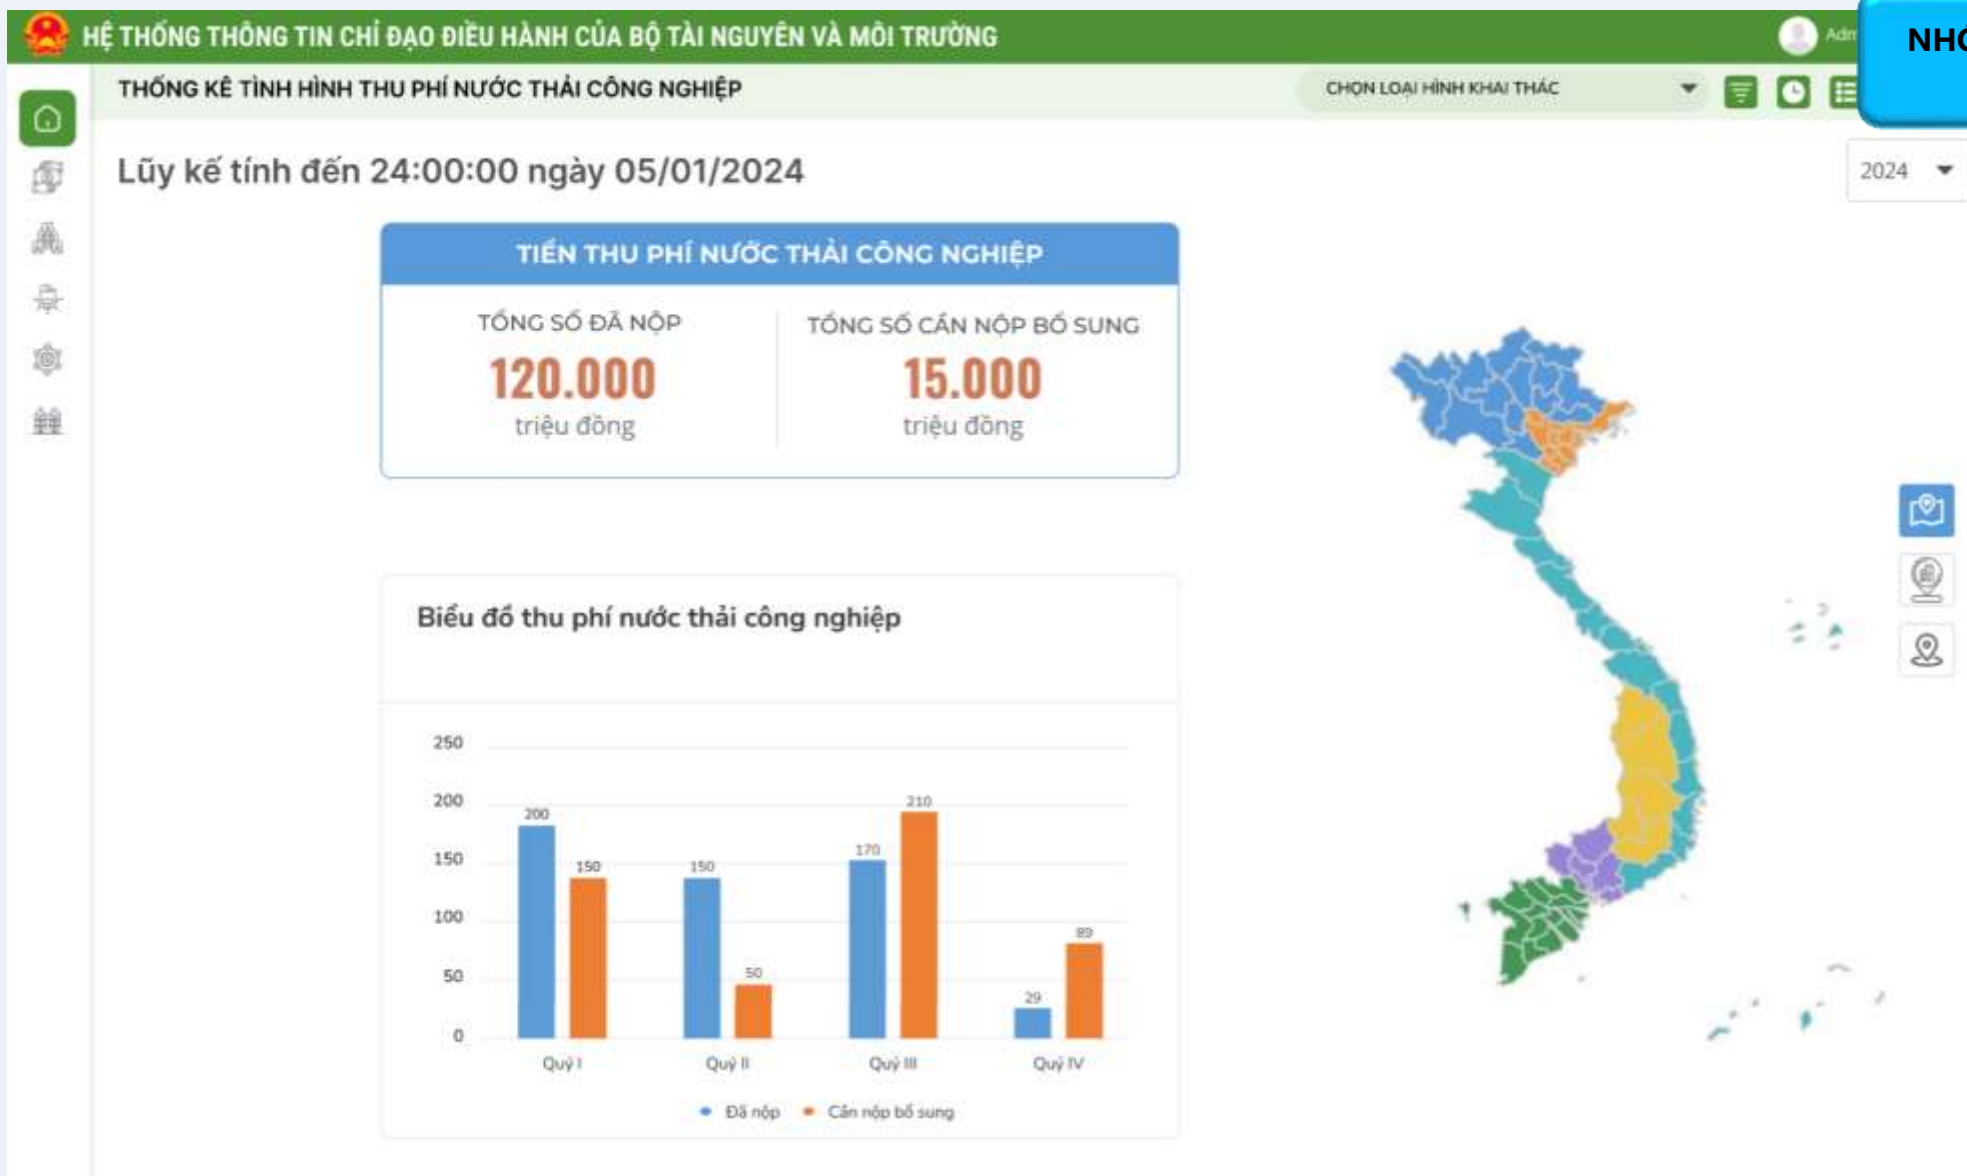 HỆ THỐNG THÔNG TIN CHỈ ĐẠO ĐIỀU HÀNH CỦA BỘ TÀI NGUYÊN VÀ MÔI TRƯỜNG
THỐNG KÊ TÌNH HÌNH THU PHÍ NƯỚC THẢI CÔNG NGHIỆP
CHỌN LOẠI HÌNH KHAI THÁC
Lũy kế tính đến 24:00:00 ngày 05/01/2024
2024
TIỀN THU PHÍ NƯỚC THẢI CÔNG NGHIỆP
TỔNG SỐ ĐÃ NỘP
120.000
triệu đồng
TỔNG SỐ CẦN NỘP BỔ SUNG
15.000
triệu đồng
Biểu đồ thu phí nước thải công nghiệp
250
200
150
100
50
0
200
150
150
50
170
210
29
89
Quý I
Quý II
Quý III
Quý IV
Đã nộp
Cần nộp bổ sung